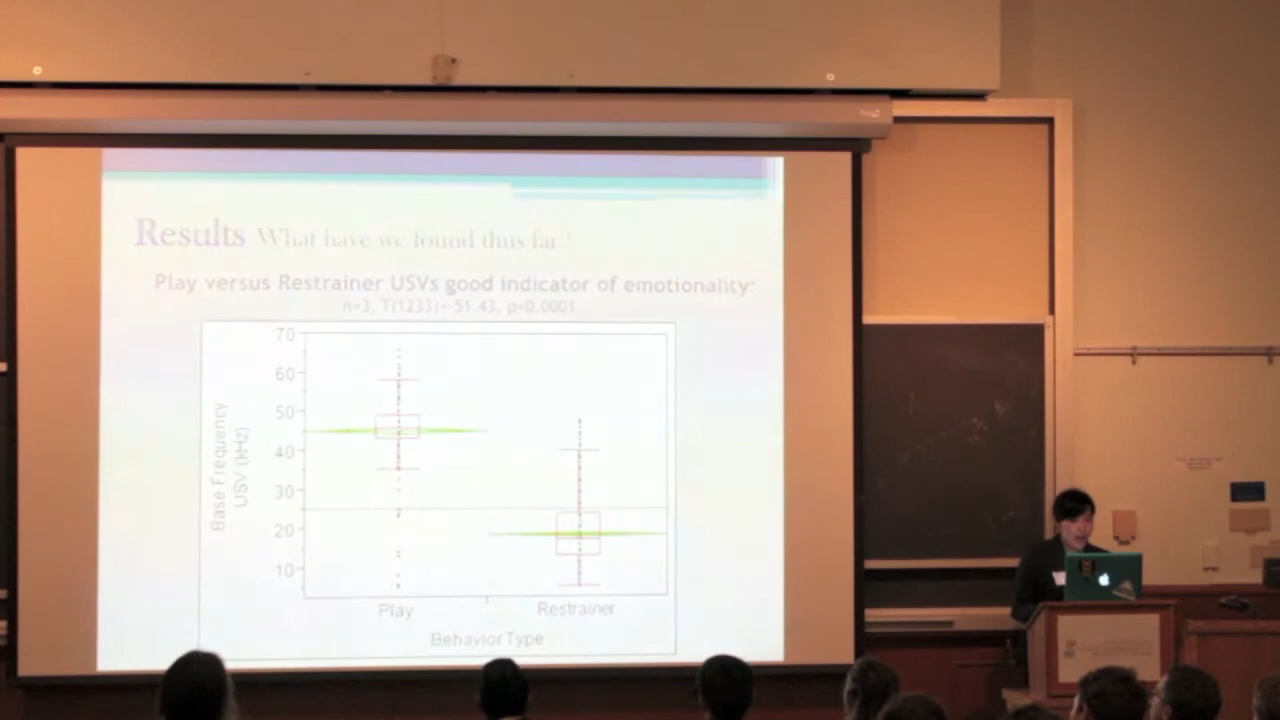 Results What have we found thus far?
Play versus Restrainer USVs good indicator of emotionality:
n=3, T(1233)=-51.43, p<0.0001
70
60
50
40
30
20
10
Base Frequency
USV (kHz)
Play
Restrainer
Behavior Type